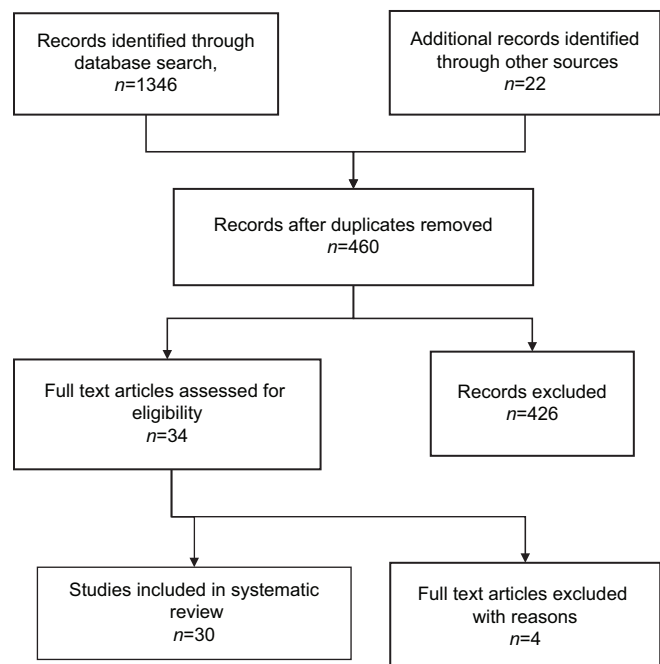 Records identified through
database search,
n=1346
Additional records identified
through other sources
n=22
Records after duplicates removed
n=460
Full text articles assessed for
eligibility
n=34
Records excluded
n=426
Studies included in systematic
review
n=30
Full text articles excluded
with reasons
n=4